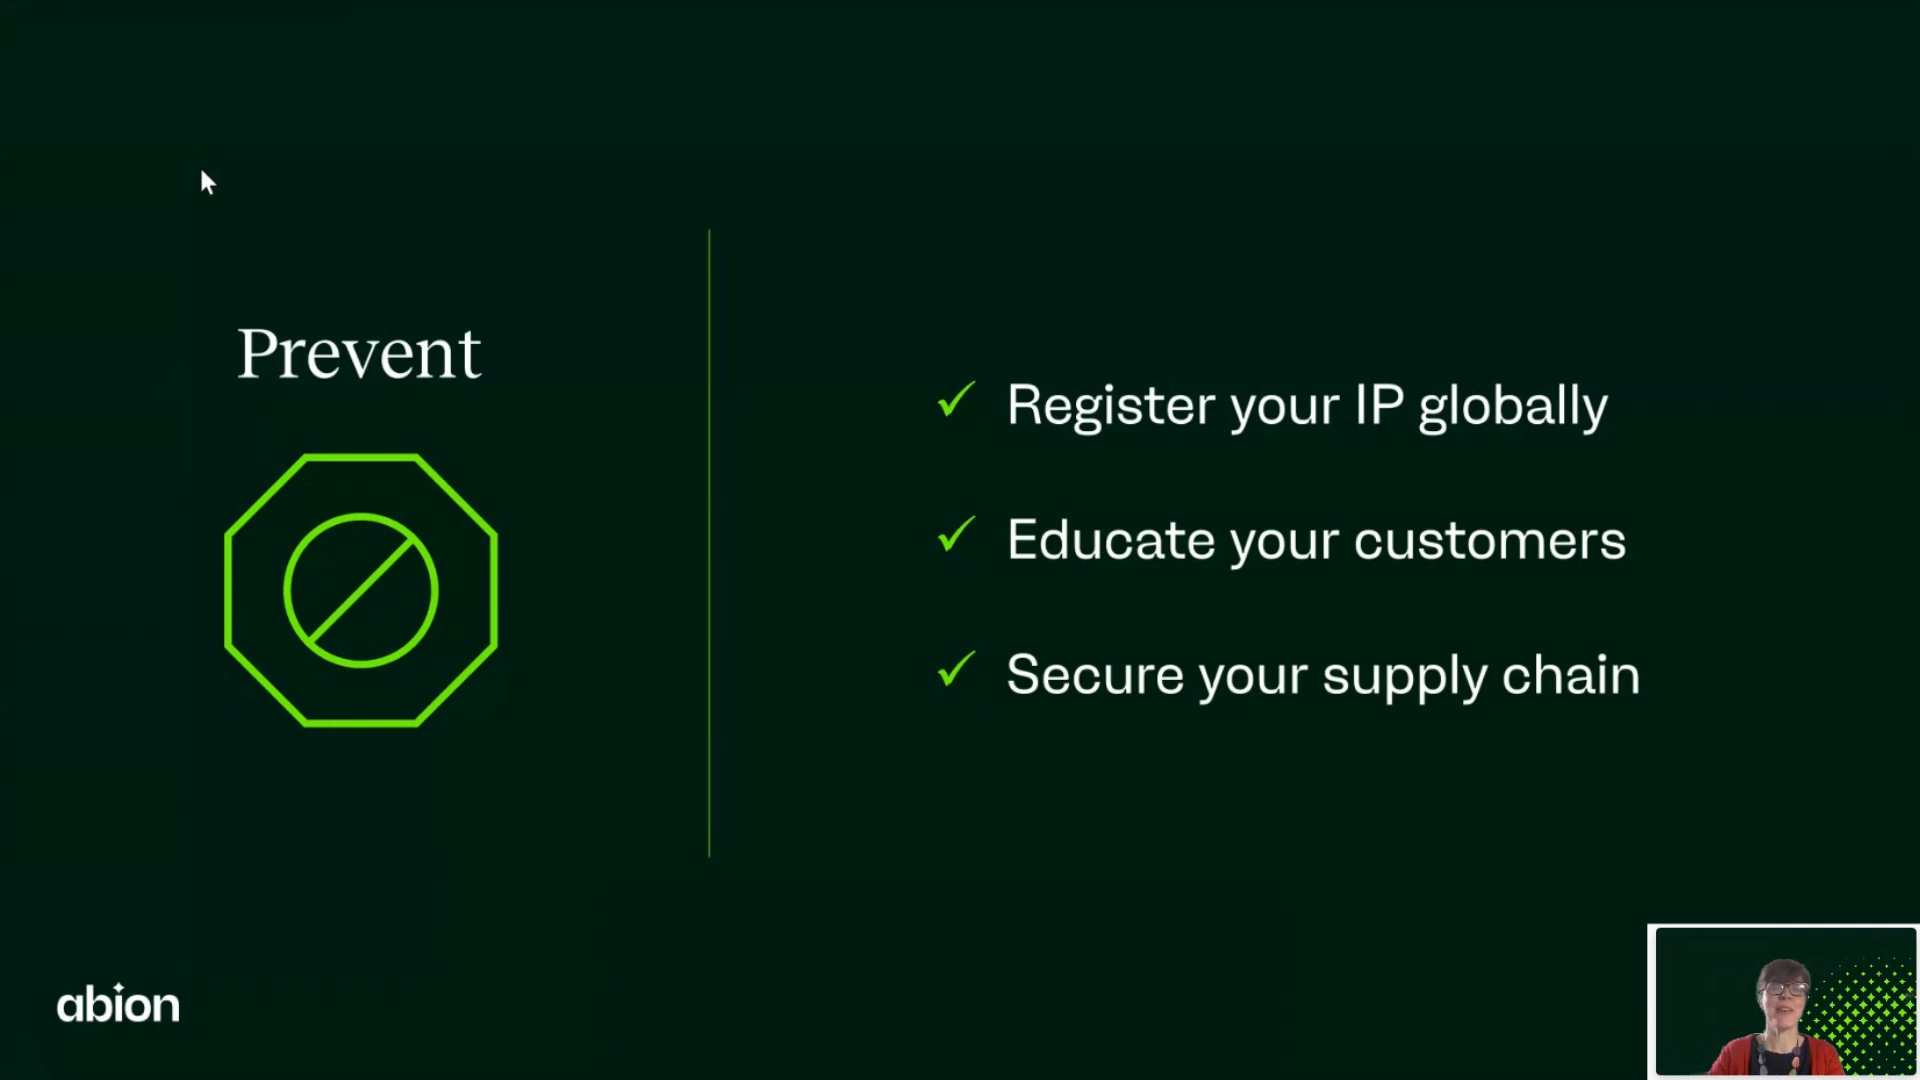 Prevent
Register your IP globally
Educate your customers
Secure your supply chain
abion